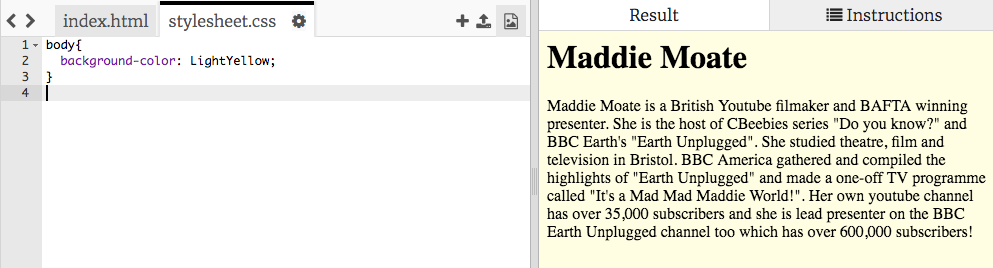 index.html stylesheet.css
1 body{
2 background-color: LightYellow;
3 }
4
Result Instructions
Maddie Moate
Maddie Moate is a British Youtube filmaker and BAFTA winning
presenter. She is the host of CBeebies series "Do you know?" and
BBC Earth's "Earth Unplugged". She studied theatre, film and
television in Bristol. BBC America gathered and compiled the
highlights of "Earth Unplugged" and made a one-off TV programme
called "It's a Mad Mad Maddie World!". Her own youtube channel
has over 35,000 subscribers and she is lead presenter on the BBC
Earth Unplugged channel too which has over 600,000 subscribers!